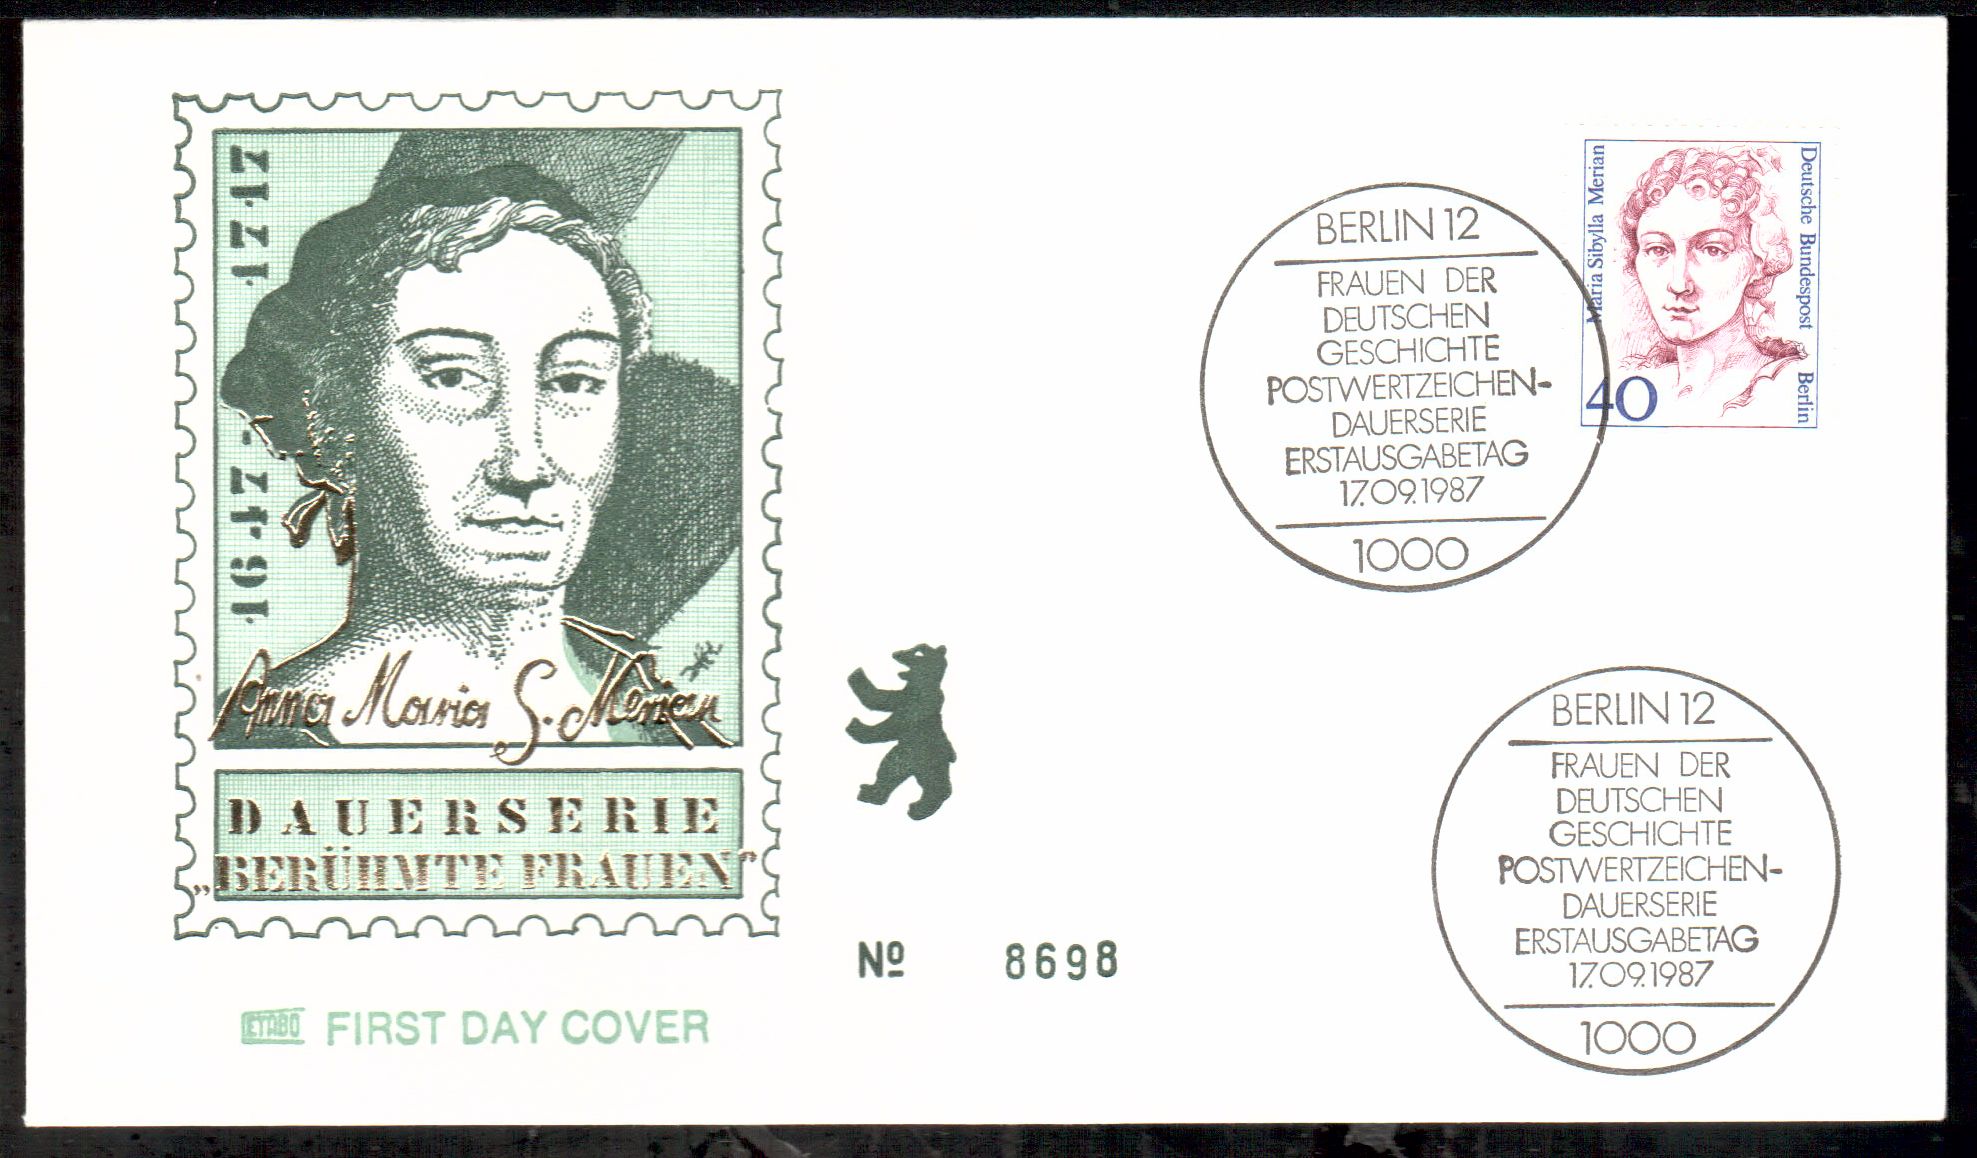 1647 - 1717
Anna Maria S. Merian
DAUERSERIE
„BERÜHMTE FRAUEN“
ETABO FIRST DAY COVER
Nº 8698
BERLIN 12
FRAUEN DER
DEUTSCHEN
GESCHICHTE
POSTWERTZEICHEN-
DAUERSERIE
ERSTAUSGABETAG
17.09.1987
1000
Maria Sibylla Merian
Deutsche Bundespost Berlin
40
BERLIN 12
FRAUEN DER
DEUTSCHEN
GESCHICHTE
POSTWERTZEICHEN-
DAUERSERIE
ERSTAUSGABETAG
17.09.1987
1000